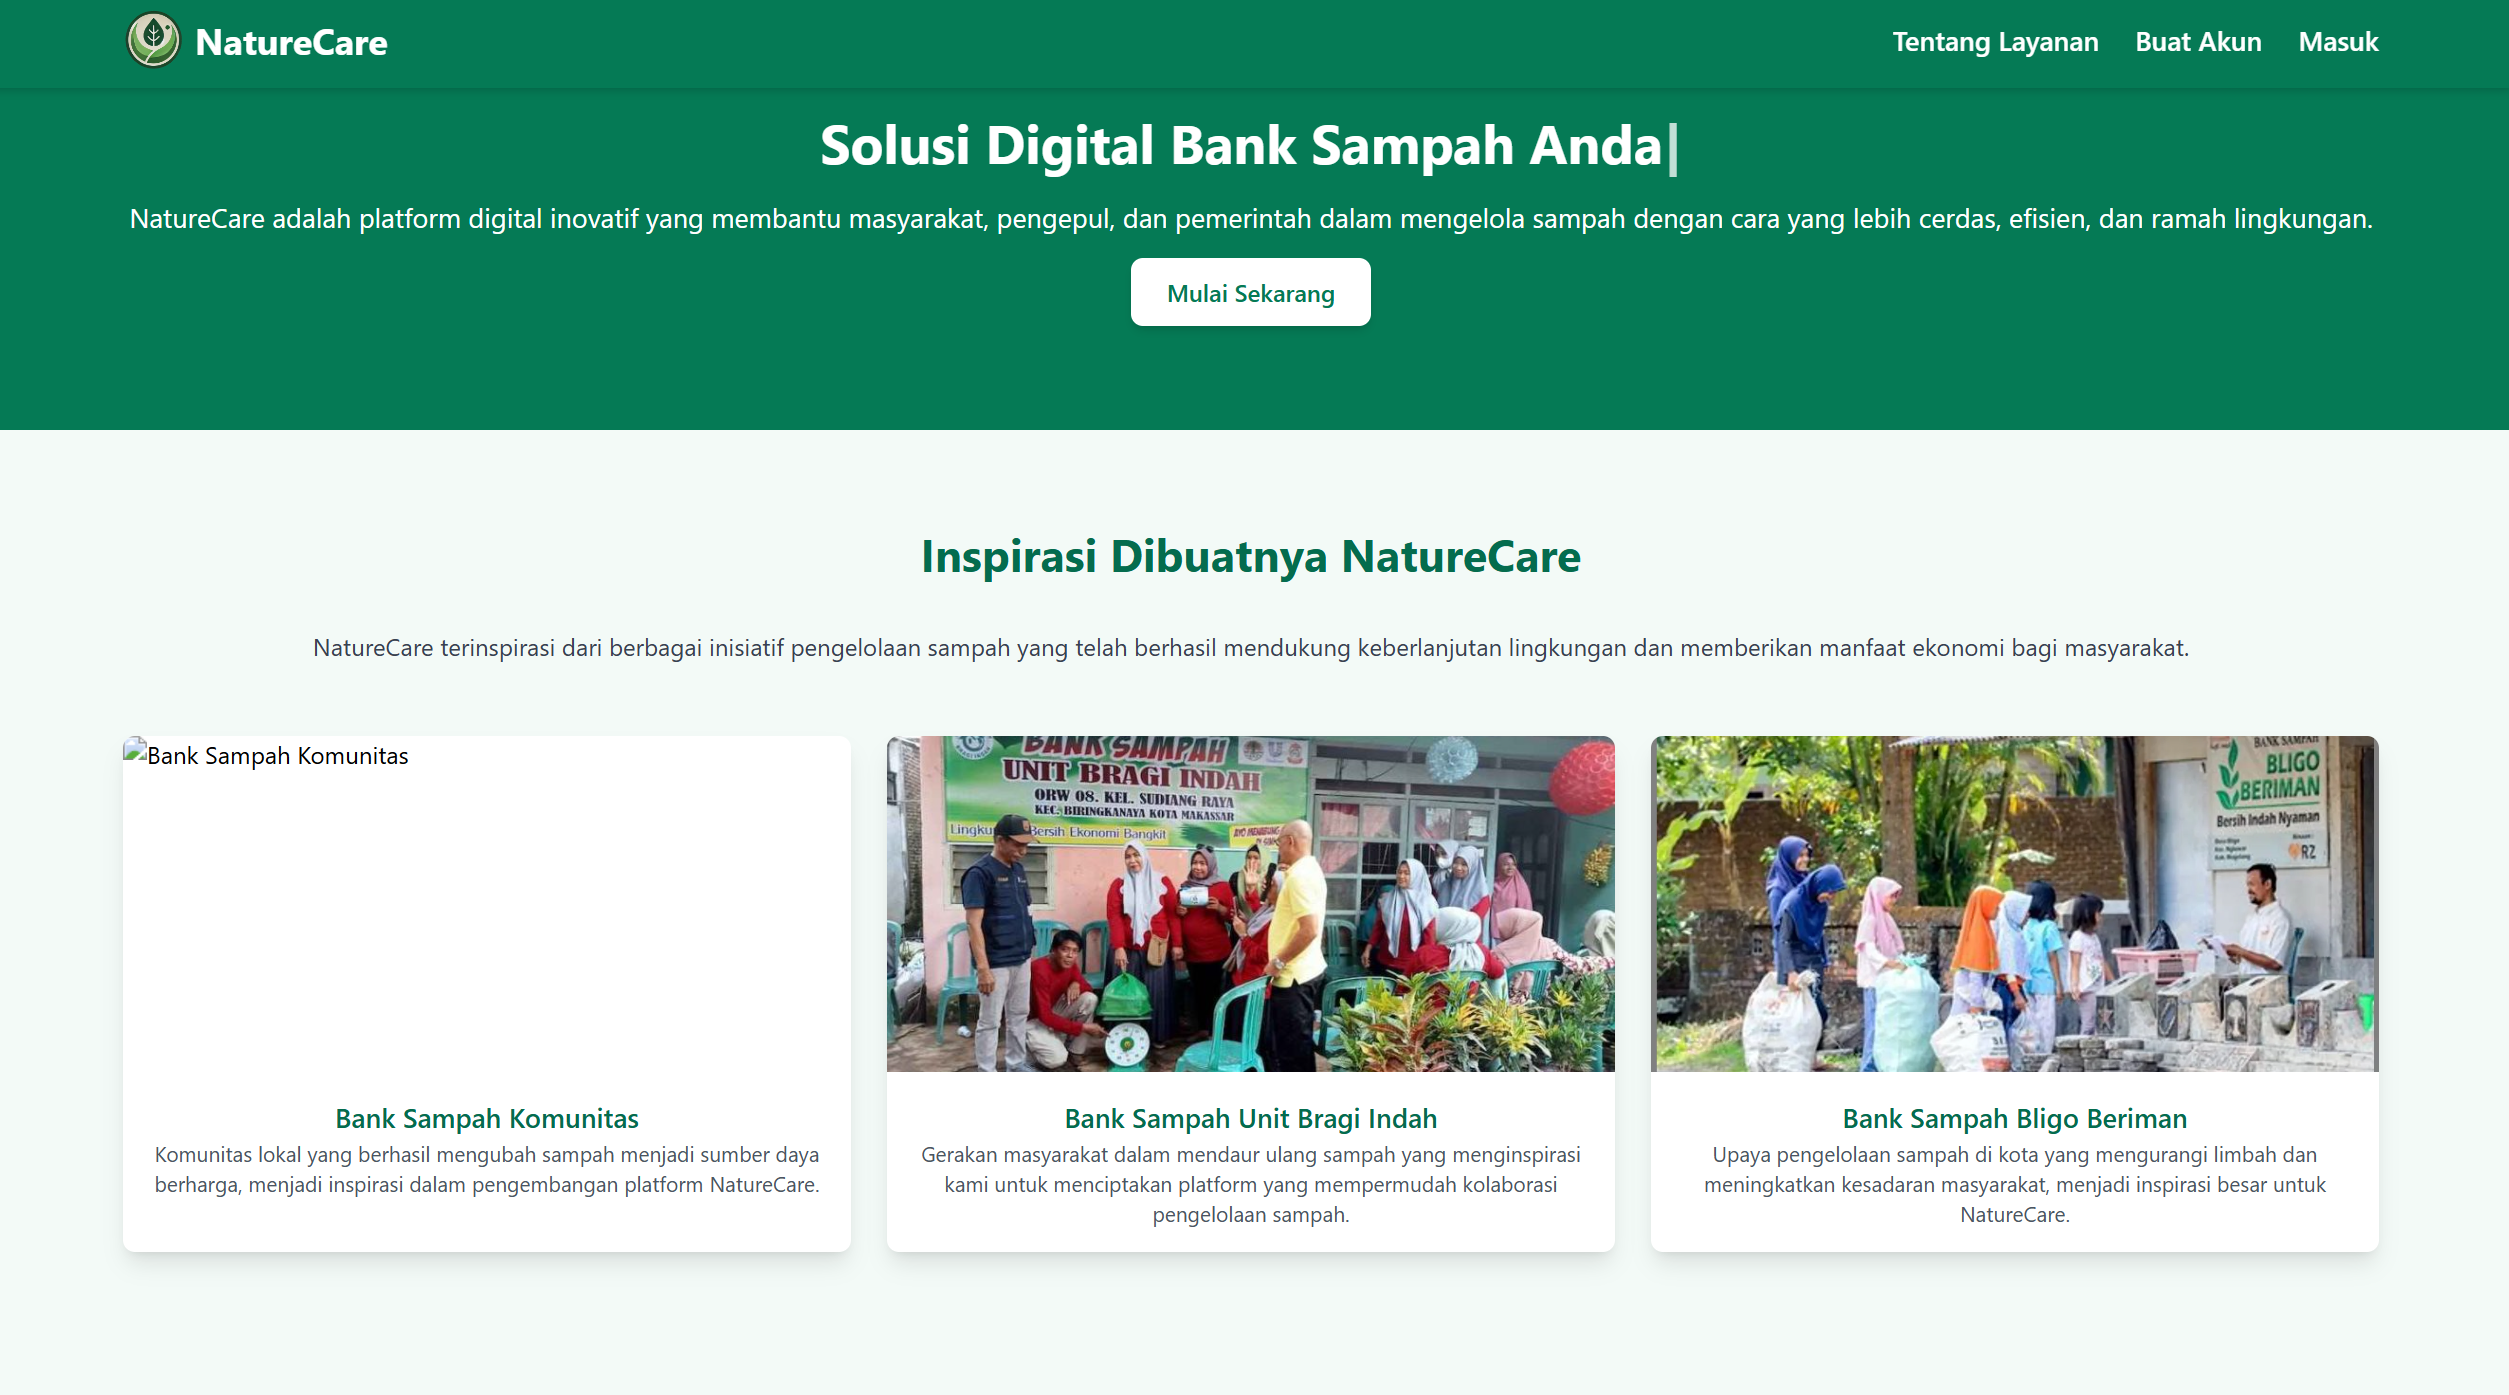 NatureCare
Tentang Layanan
Buat Akun
Masuk
Solusi Digital Bank Sampah Anda|
NatureCare adalah platform digital inovatif yang membantu masyarakat, pengepul, dan pemerintah dalam mengelola sampah dengan cara yang lebih cerdas, efisien, dan ramah lingkungan.
Mulai Sekarang
Inspirasi Dibuatnya NatureCare
NatureCare terinspirasi dari berbagai inisiatif pengelolaan sampah yang telah berhasil mendukung keberlanjutan lingkungan dan memberikan manfaat ekonomi bagi masyarakat.
Bank Sampah Komunitas
Bank Sampah Komunitas
Komunitas lokal yang berhasil mengubah sampah menjadi sumber daya
berharga, menjadi inspirasi dalam pengembangan platform NatureCare.
BANK SAMPAH
UNIT BRAGI INDAH
ORW 08. KEL. SUDIANG RAYA
KEC. BIRINGKANAYA KOTA MAKASSAR
Bersih Ekonomi Bangkit
Bank Sampah Unit Bragi Indah
Gerakan masyarakat dalam mendaur ulang sampah yang menginspirasi
kami untuk menciptakan platform yang mempermudah kolaborasi
pengelolaan sampah.
BANK SAMPAH
BLIGO
BERIMAN
Bersih Indah Nyaman
RZ
Bank Sampah Bligo Beriman
Upaya pengelolaan sampah di kota yang mengurangi limbah dan
meningkatkan kesadaran masyarakat, menjadi inspirasi besar untuk
NatureCare.